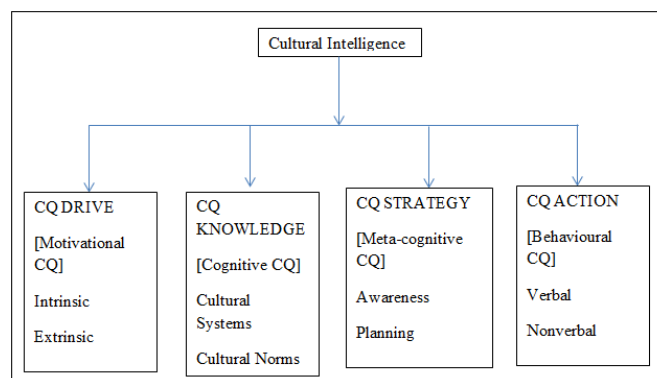 Cultural Intelligence
CQ DRIVE
[Motivational
CQ]
Intrinsic
Extrinsic
CQ
KNOWLEDGE
[Cognitive CQ]
Cultural
Systems
Cultural Norms
CQ STRATEGY
[Meta-cognitive
CQ]
Awareness
Planning
CQ ACTION
[Behavioural
CQ]
Verbal
Nonverbal